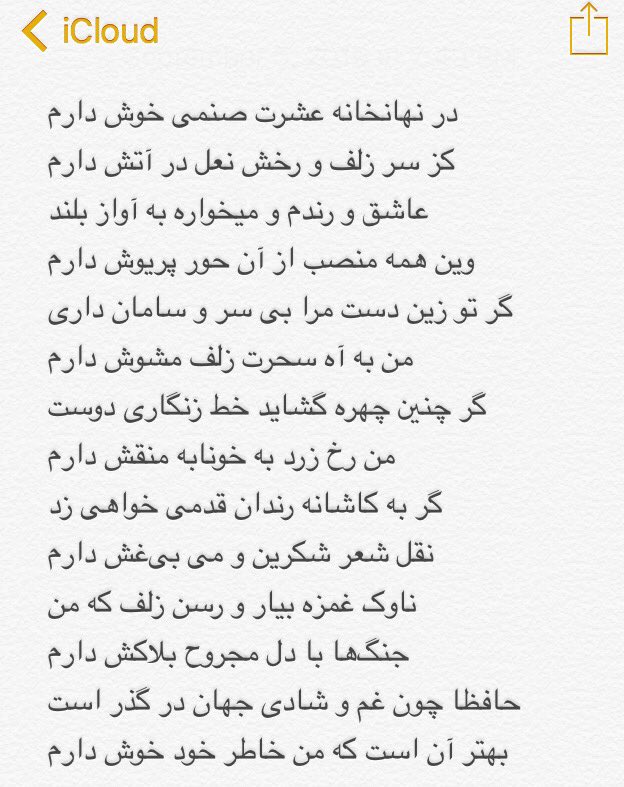 iCloud
در نهانخانه عشرت صنمی خوش دارم
کز سر زلف و رخش نعل در آتش دارم
عاشق و رندم و میخواره به آواز بلند
وین همه منصب از آن حور پریوش دارم
گر تو زین دست مرا بی سر و سامان داری
من به آه سحرت زلف مشوش دارم
گر چنین چهره گشاید خط زنگاری دوست
من رخ زرد به خونابه منقش دارم
گر به کاشانه رندان قدمی خواهی زد
نقل شعر شکرین و می بی‌غش دارم
ناوک غمزه بیار و رسن زلف که من
جنگ‌ها با دل مجروح بلاکش دارم
حافظا چون غم و شادی جهان در گذر است
بهتر آن است که من خاطر خود خوش دارم